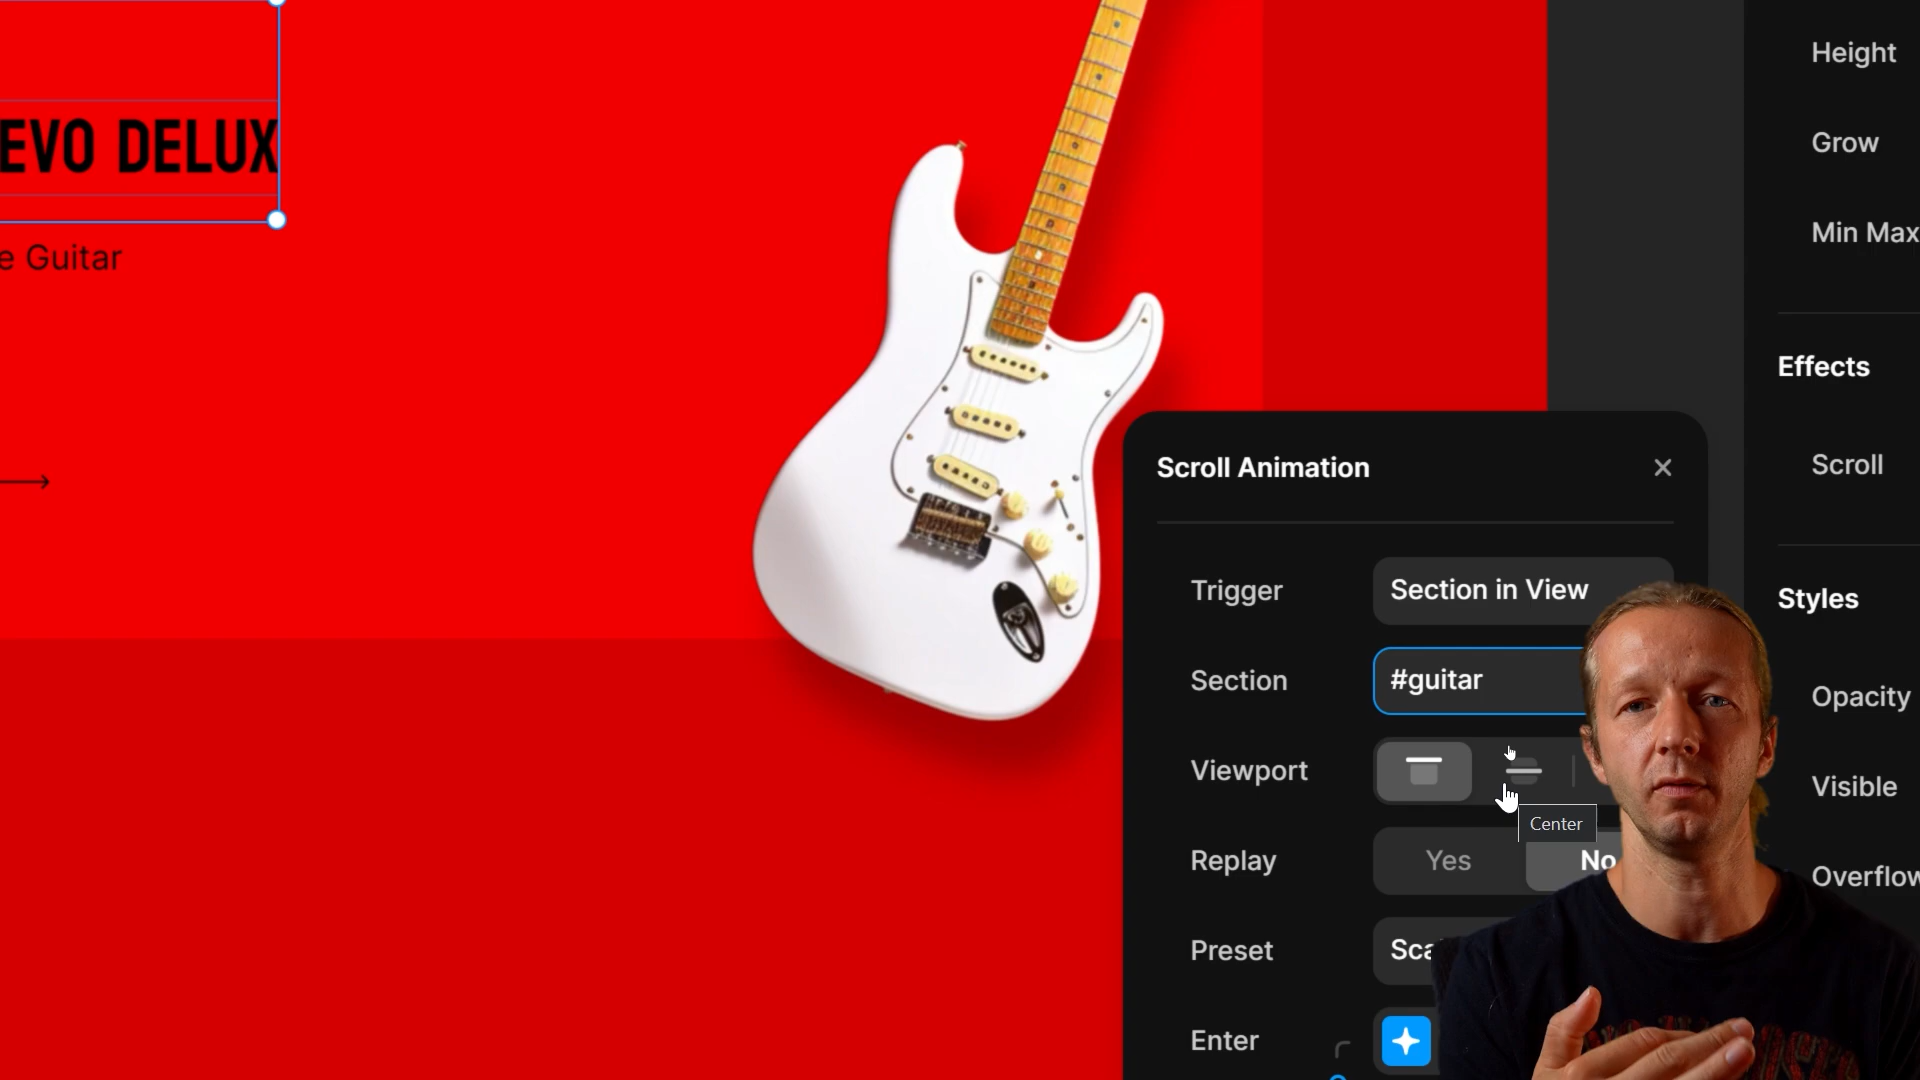 EVO DELUX
e Guitar
Scroll Animation
Trigger
Section in View
Section
#guitar
Viewport
Center
Replay
Yes
No
Preset
Sca
Enter
Height
Grow
Min Max
Effects
Scroll
Styles
Opacity
Visible
Overflow